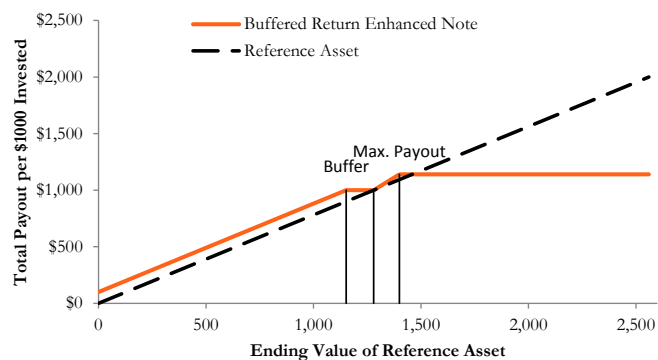 $2,500
$2,000
$1,500
$1,000
$500
$0
Total Payout per $1000 Invested
Buffered Return Enhanced Note
Reference Asset
Max. Payout
Buffer
0
500
1,000
1,500
2,000
2,500
Ending Value of Reference Asset